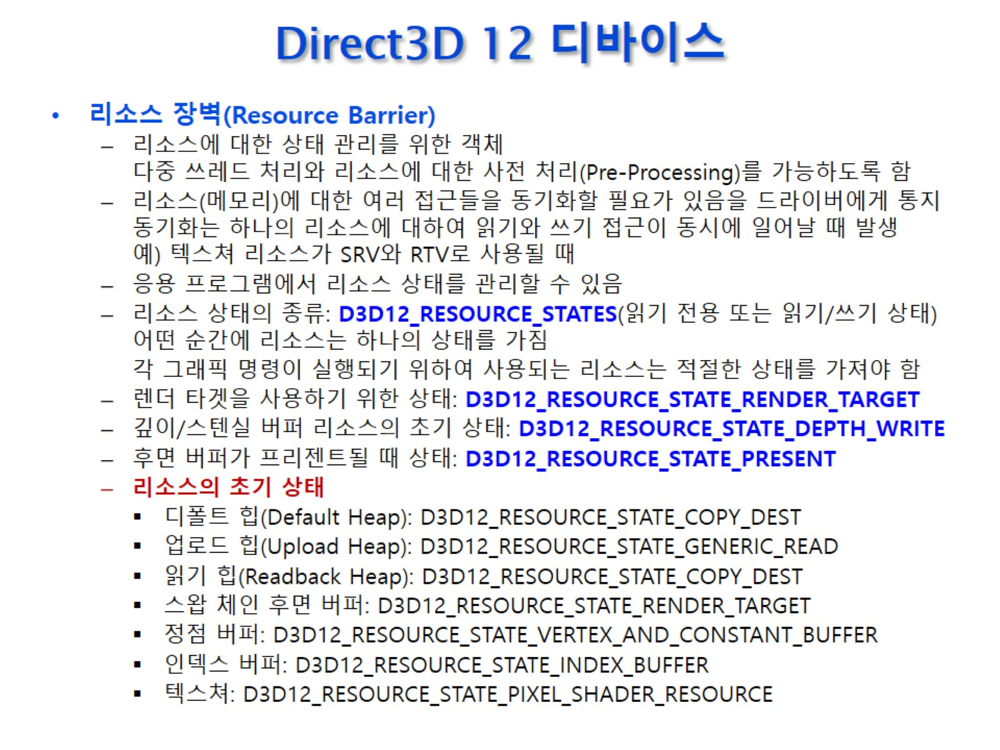 Direct3D 12 디바이스
• 리소스 장벽(Resource Barrier)
– 리소스에 대한 상태 관리를 위한 객체
다중 쓰레드 처리와 리소스에 대한 사전 처리(Pre-Processing)를 가능하도록 함
– 리소스(메모리)에 대한 여러 접근들을 동기화할 필요가 있음을 드라이버에게 통지
동기화는 하나의 리소스에 대하여 읽기와 쓰기 접근이 동시에 일어날 때 발생
예) 텍스쳐 리소스가 SRV와 RTV로 사용될 때
– 응용 프로그램에서 리소스 상태를 관리할 수 있음
– 리소스 상태의 종류: D3D12_RESOURCE_STATES(읽기 전용 또는 읽기/쓰기 상태)
어떤 순간에 리소스는 하나의 상태를 가짐
각 그래픽 명령이 실행되기 위하여 사용되는 리소스는 적절한 상태를 가져야 함
– 렌더 타겟을 사용하기 위한 상태: D3D12_RESOURCE_STATE_RENDER_TARGET
– 깊이/스텐실 버퍼 리소스의 초기 상태: D3D12_RESOURCE_STATE_DEPTH_WRITE
– 후면 버퍼가 프리젠트될 때 상태: D3D12_RESOURCE_STATE_PRESENT
– 리소스의 초기 상태
▪ 디폴트 힙(Default Heap): D3D12_RESOURCE_STATE_COPY_DEST
▪ 업로드 힙(Upload Heap): D3D12_RESOURCE_STATE_GENERIC_READ
▪ 읽기 힙(Readback Heap): D3D12_RESOURCE_STATE_COPY_DEST
▪ 스왑 체인 후면 버퍼: D3D12_RESOURCE_STATE_RENDER_TARGET
▪ 정점 버퍼: D3D12_RESOURCE_STATE_VERTEX_AND_CONSTANT_BUFFER
▪ 인덱스 버퍼: D3D12_RESOURCE_STATE_INDEX_BUFFER
▪ 텍스쳐: D3D12_RESOURCE_STATE_PIXEL_SHADER_RESOURCE